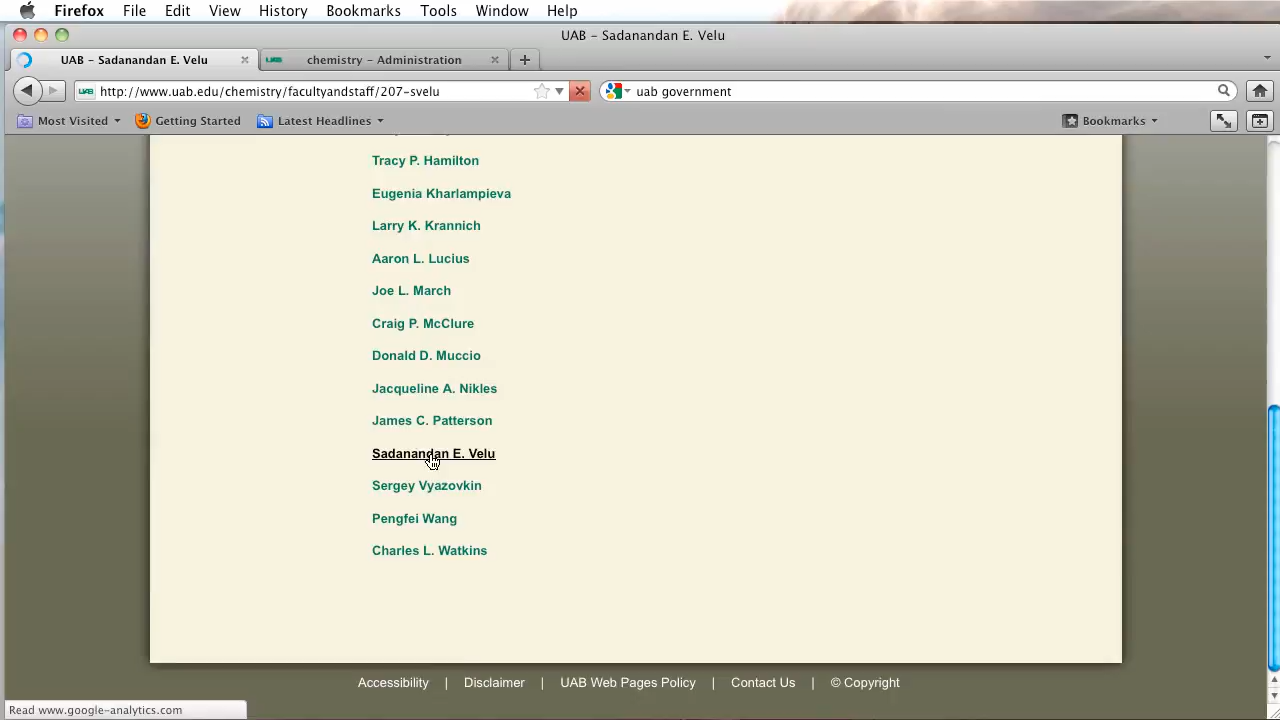 Firefox File Edit View History Bookmarks Tools Window Help
UAB – Sadanandan E. Velu
UAB – Sadanandan E. Velu
UAB chemistry – Administration
UAB http://www.uab.edu/chemistry/facultyandstaff/207-svelu
uab government
Most Visited Getting Started Latest Headlines Bookmarks
Tracy P. Hamilton
Eugenia Kharlampieva
Larry K. Krannich
Aaron L. Lucius
Joe L. March
Craig P. McClure
Donald D. Muccio
Jacqueline A. Nikles
James C. Patterson
Sadanandan E. Velu
Sergey Vyazovkin
Pengfei Wang
Charles L. Watkins
Accessibility | Disclaimer | UAB Web Pages Policy | Contact Us | © Copyright
Read www.google-analytics.com